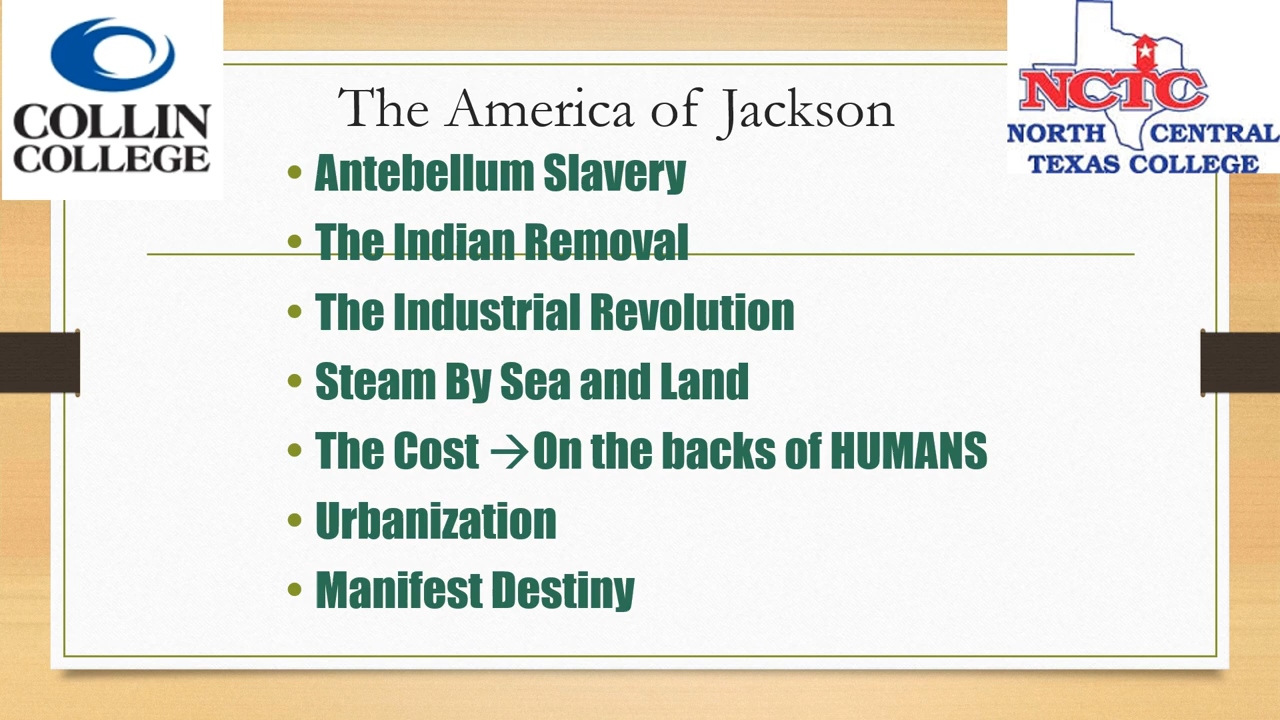 COLLIN
COLLEGE
NCTC
NORTH CENTRAL
TEXAS COLLEGE
The America of Jackson
• Antebellum Slavery
• The Indian Removal
• The Industrial Revolution
• Steam By Sea and Land
• The Cost →On the backs of HUMANS
• Urbanization
• Manifest Destiny